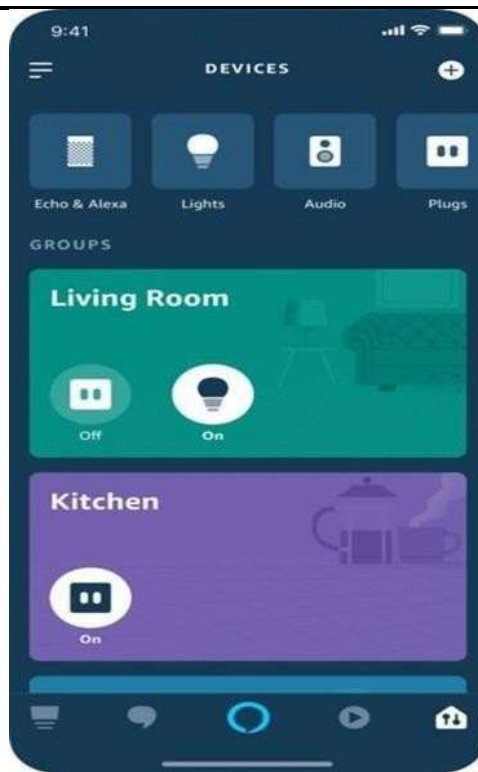 9:41
DEVICES
Echo & Alexa Lights Audio Plugs
GROUPS
Living Room
Off On
Kitchen
On